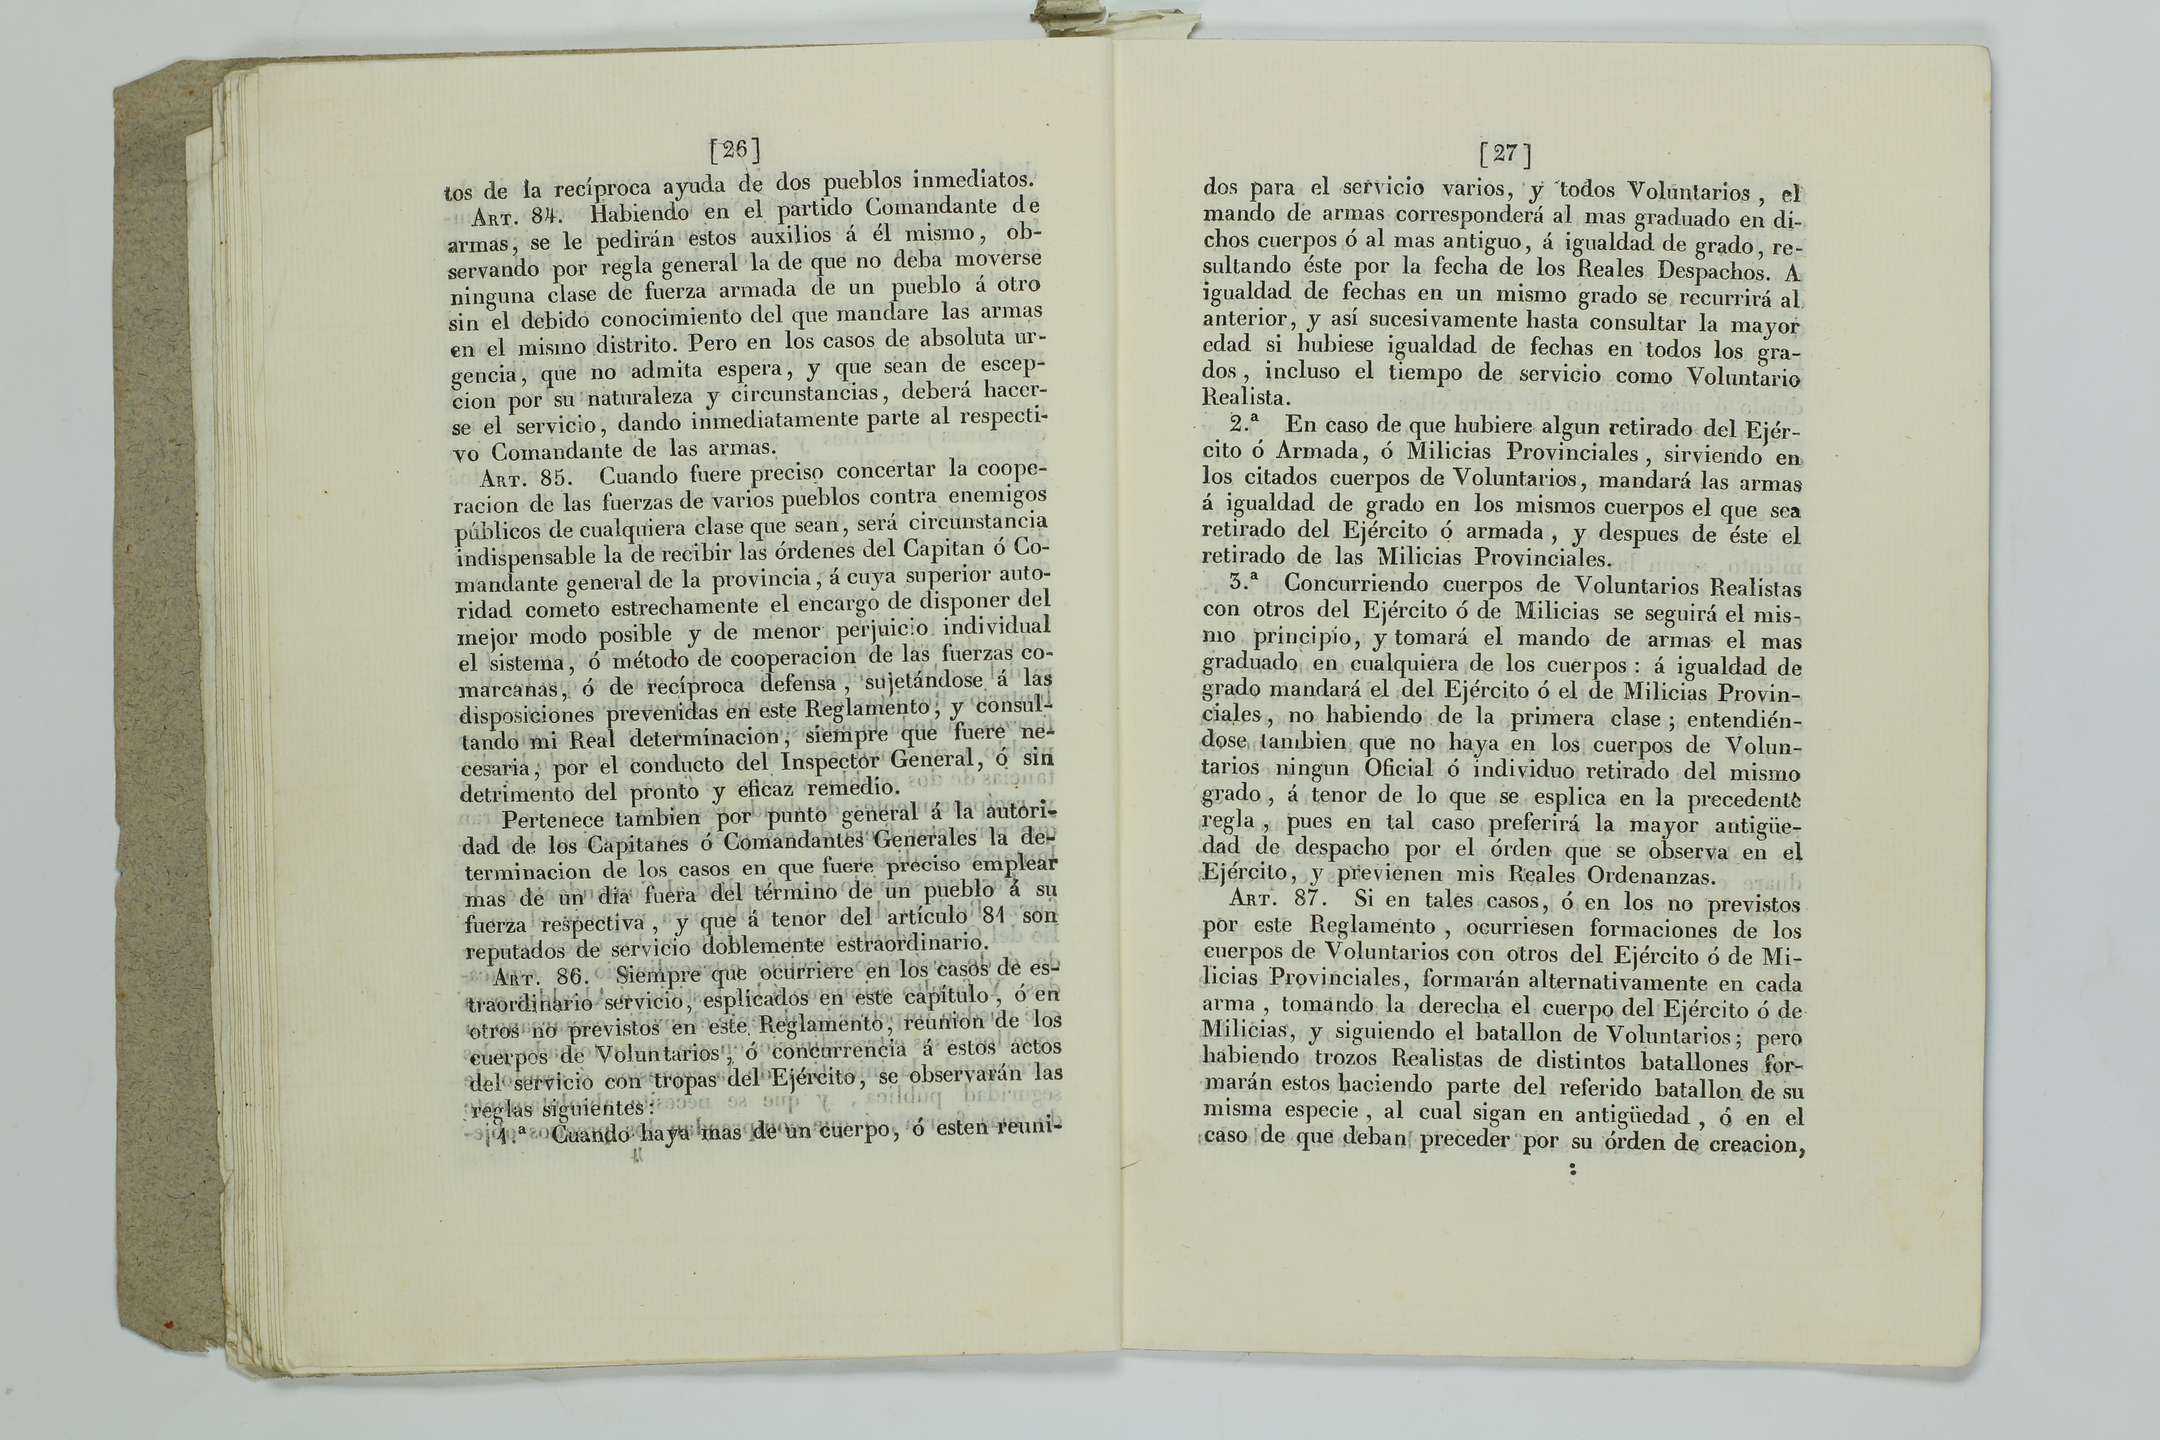 [26]
tos de la recíproca ayuda de dos pueblos inmediatos.
ART. 84. Habiendo en el partido Comandante de
armas, se le pedirán estos auxilios á él mismo, ob-
servando por regla general la de que no deba moverse
ninguna clase de fuerza armada de un pueblo á otro
sin el debido conocimiento del que mandare las armas
en el mismo distrito. Pero en los casos de absoluta ur-
gencia, que no admita espera, y que sean de escep-
cion por su naturaleza y circunstancias, deberá hacer-
se el servicio, dando inmediatamente parte al respecti-
vo Comandante de las armas.
ART. 85. Cuando fuere preciso concertar la coope-
racion de las fuerzas de varios pueblos contra enemigos
públicos de cualquiera clase que sean, será circunstancia
indispensable la de recibir las órdenes del Capitan ó Co-
mandante general de la provincia, á cuya superior auto-
ridad cometo estrechamente el encargo de disponer del
mejor modo posible y de menor perjuicio individual
el sistema, ó método de cooperacion de las fuerzas co-
marcanas, ó de recíproca defensa, sujetándose á las
disposiciones prevenidas en este Reglamento, y consul-
tando mi Real determinacion, siempre que fuere ne-
cesaria, por el conducto del Inspector General, ó sin
detrimento del pronto y eficaz remedio.
Pertenece tambien por punto general á la autori-
dad de los Capitanes ó Comandantes Generales la de-
terminacion de los casos en que fuere preciso emplear
mas de un dia fuera del término de un pueblo á su
fuerza respectiva, y que á tenor del artículo 81 son
reputados de servicio doblemente estraordinario.
ART. 86. Siempre que ocurriere en los casos de es-
traordinario servicio, esplicados en este capítulo, ó en
otros no previstos en este Reglamento, reunion de los
cuerpos de Voluntarios, ó concurrencia á estos actos
del servicio con tropas del Ejército, se observarán las
reglas siguientes:
1.ª Cuando haya mas de un cuerpo, ó esten reuni-
[27]
dos para el servicio varios, y todos Voluntarios, el
mando de armas corresponderá al mas graduado en di-
chos cuerpos ó al mas antiguo, á igualdad de grado, re-
sultando éste por la fecha de los Reales Despachos. A
igualdad de fechas en un mismo grado se recurrirá al
anterior, y así sucesivamente hasta consultar la mayor
edad si hubiese igualdad de fechas en todos los gra-
dos, incluso el tiempo de servicio como Voluntario
Realista.
2.ª En caso de que hubiere algun retirado del Ejér-
cito ó Armada, ó Milicias Provinciales, sirviendo en
los citados cuerpos de Voluntarios, mandará las armas
á igualdad de grado en los mismos cuerpos el que sea
retirado del Ejército ó armada, y despues de éste el
retirado de las Milicias Provinciales.
3.ª Concurriendo cuerpos de Voluntarios Realistas
con otros del Ejército ó de Milicias se seguirá el mis-
mo principio, y tomará el mando de armas el mas
graduado en cualquiera de los cuerpos: á igualdad de
grado mandará el del Ejército ó el de Milicias Provin-
ciales, no habiendo de la primera clase; entendién-
dose tambien que no haya en los cuerpos de Volun-
tarios ningun Oficial ó individuo retirado del mismo
grado, á tenor de lo que se esplica en la precedente
regla, pues en tal caso preferirá la mayor antigüe-
dad de despacho por el órden que se observa en el
Ejército, y previenen mis Reales Ordenanzas.
ART. 87. Si en tales casos, ó en los no previstos
por este Reglamento, ocurriesen formaciones de los
cuerpos de Voluntarios con otros del Ejército ó de Mi-
licias Provinciales, formarán alternativamente en cada
arma, tomando la derecha el cuerpo del Ejército ó de
Milicias, y siguiendo el batallon de Voluntarios; pero
habiendo trozos Realistas de distintos batallones for-
marán estos haciendo parte del referido batallon de su
misma especie, al cual sigan en antigüedad, ó en el
caso de que deban preceder por su órden de creacion,
: